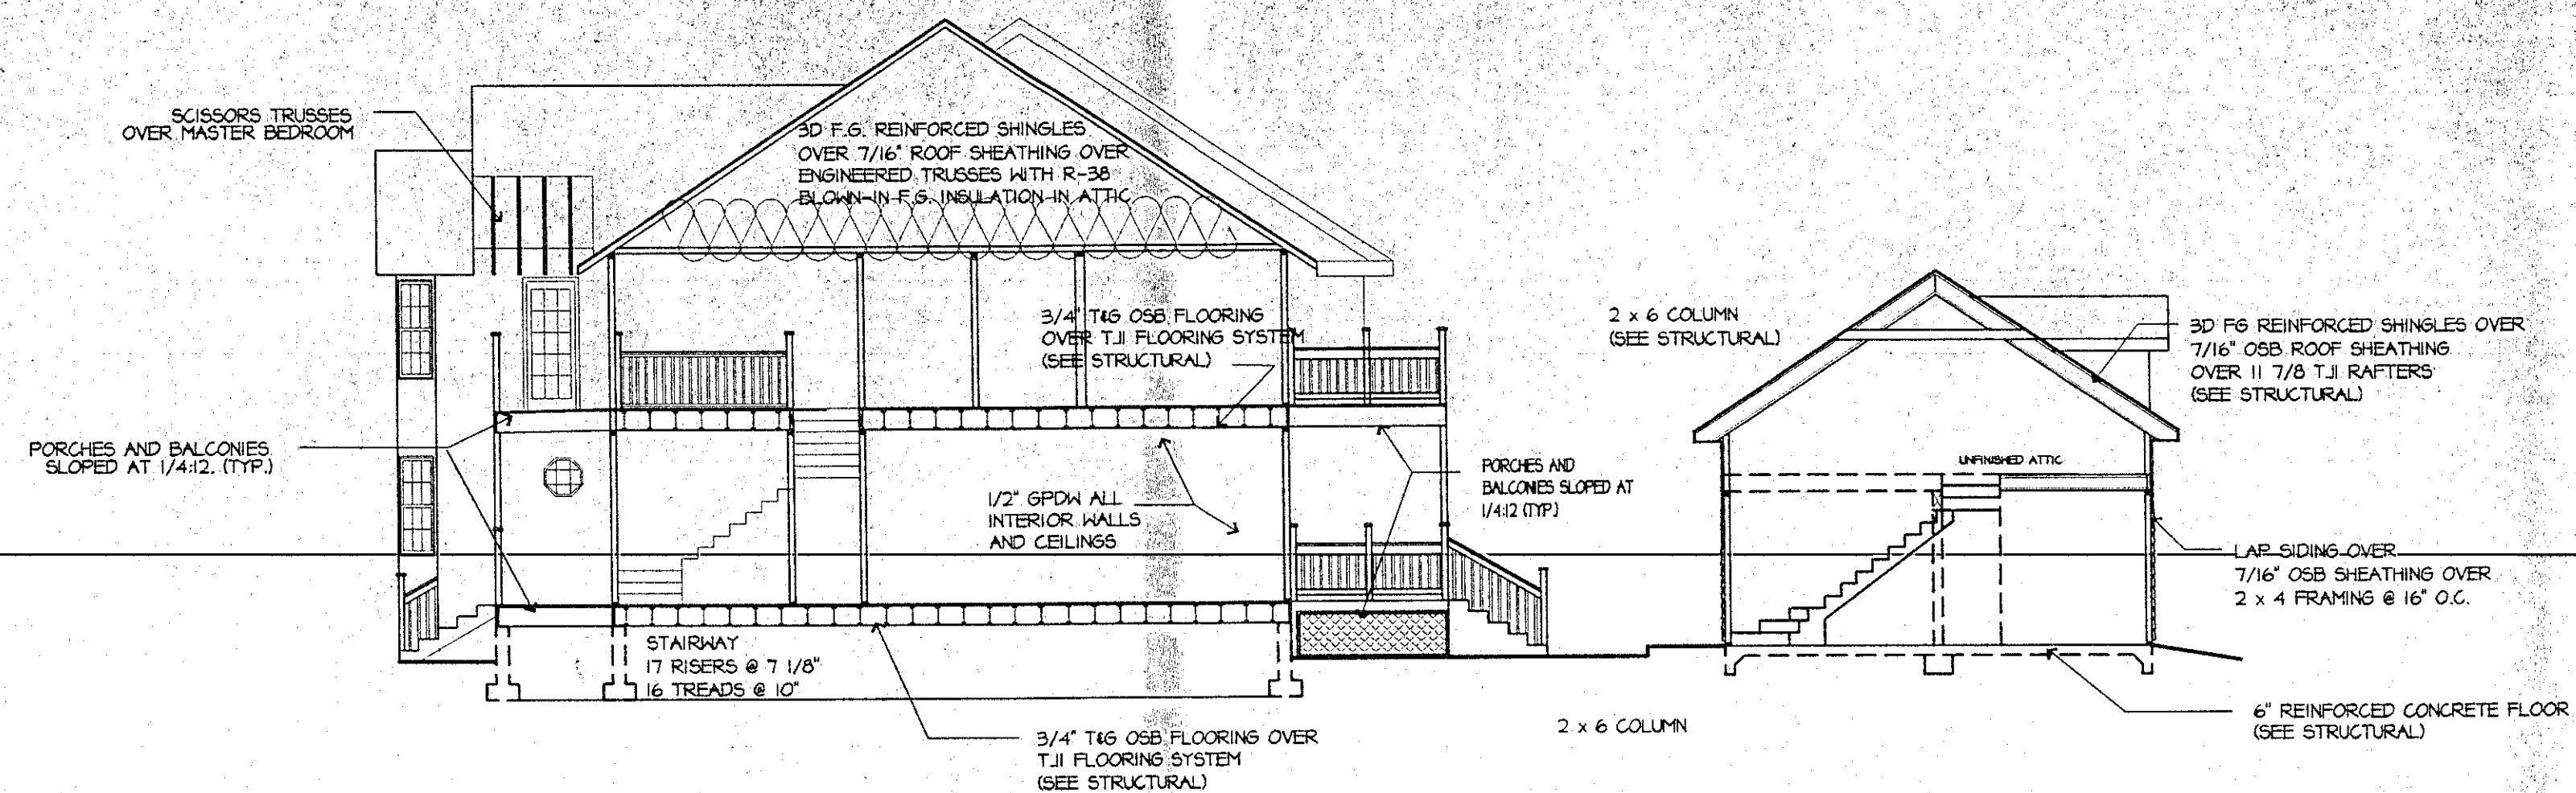 SCISSORS TRUSSES
OVER MASTER BEDROOM
3D F.G. REINFORCED SHINGLES
OVER 7/16" ROOF SHEATHING OVER
ENGINEERED TRUSSES WITH R-38
BLOWN-IN F.G. INSULATION IN ATTIC
3/4" T&G OSB FLOORING
OVER TJI FLOORING SYSTEM
(SEE STRUCTURAL)
2 x 6 COLUMN
(SEE STRUCTURAL)
3D FG REINFORCED SHINGLES OVER
7/16" OSB ROOF SHEATHING
OVER 11 7/8 TJI RAFTERS
(SEE STRUCTURAL)
PORCHES AND BALCONIES
SLOPED AT 1/4:12. (TYP.)
1/2" GPDW ALL
INTERIOR WALLS
AND CEILINGS
PORCHES AND
BALCONIES SLOPED AT
1/4:12 (TYP.)
UNFINISHED ATTIC
LAP SIDING OVER
7/16" OSB SHEATHING OVER
2 x 4 FRAMING @ 16" O.C.
STAIRWAY
17 RISERS @ 7 1/8"
16 TREADS @ 10"
3/4" T&G OSB FLOORING OVER
TJI FLOORING SYSTEM
(SEE STRUCTURAL)
2 x 6 COLUMN
6" REINFORCED CONCRETE FLOOR
(SEE STRUCTURAL)